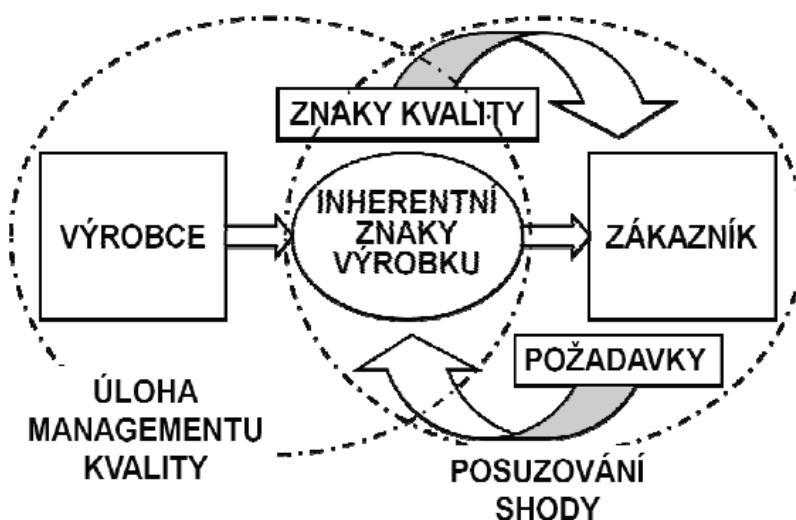 ZNAKY KVALITY
VÝROBCE
INHERENTNÍ
ZNAKY
VÝROBKU
ZÁKAZNÍK
POŽADAVKY
ÚLOHA
MANAGEMENTU
KVALITY
POSUZOVÁNÍ
SHODY